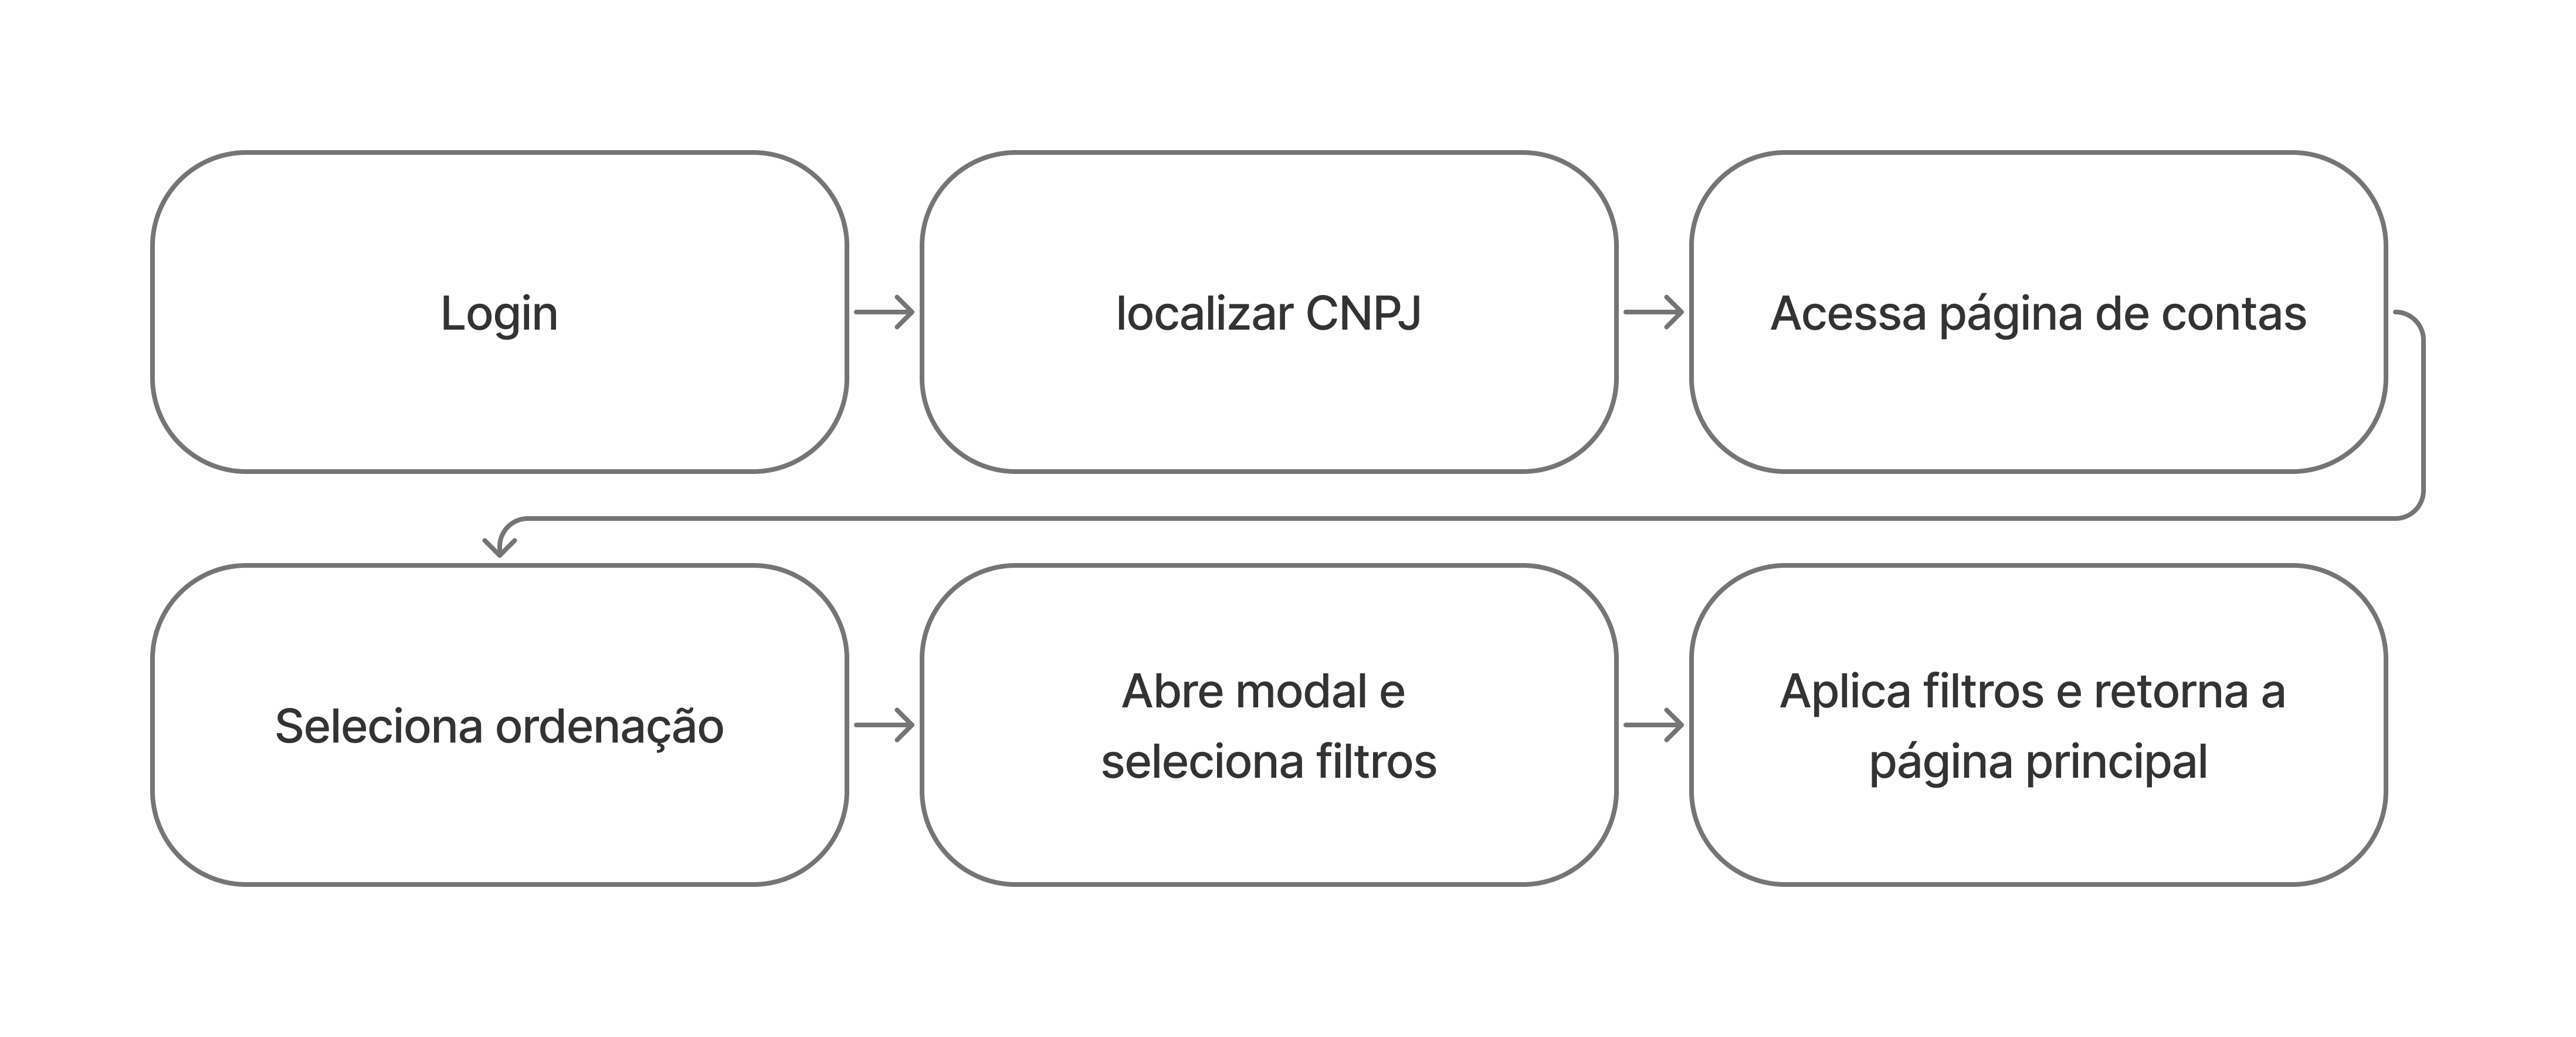 Login
localizar CNPJ
Acessa página de contas
Seleciona ordenação
Abre modal e
seleciona filtros
Aplica filtros e retorna a
página principal